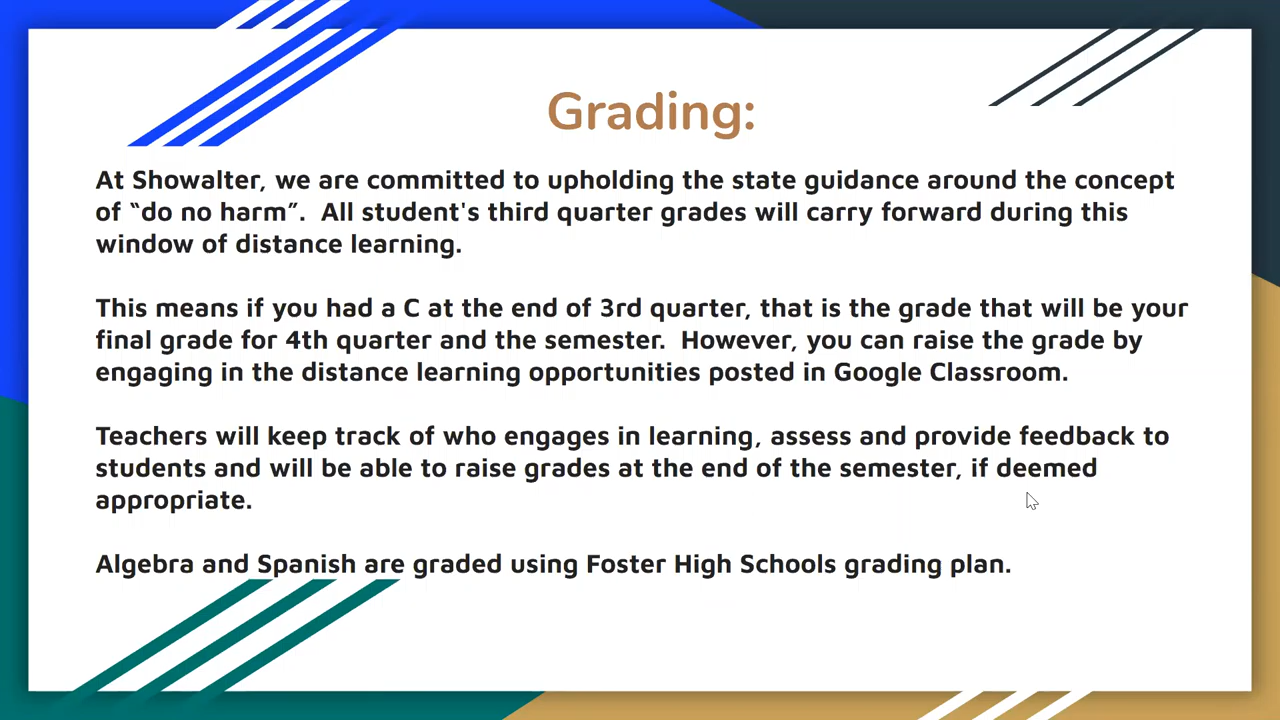 Grading:
At Showalter, we are committed to upholding the state guidance around the concept
of “do no harm”.  All student's third quarter grades will carry forward during this
window of distance learning.
This means if you had a C at the end of 3rd quarter, that is the grade that will be your
final grade for 4th quarter and the semester.  However, you can raise the grade by
engaging in the distance learning opportunities posted in Google Classroom.
Teachers will keep track of who engages in learning, assess and provide feedback to
students and will be able to raise grades at the end of the semester, if deemed
appropriate.
Algebra and Spanish are graded using Foster High Schools grading plan.